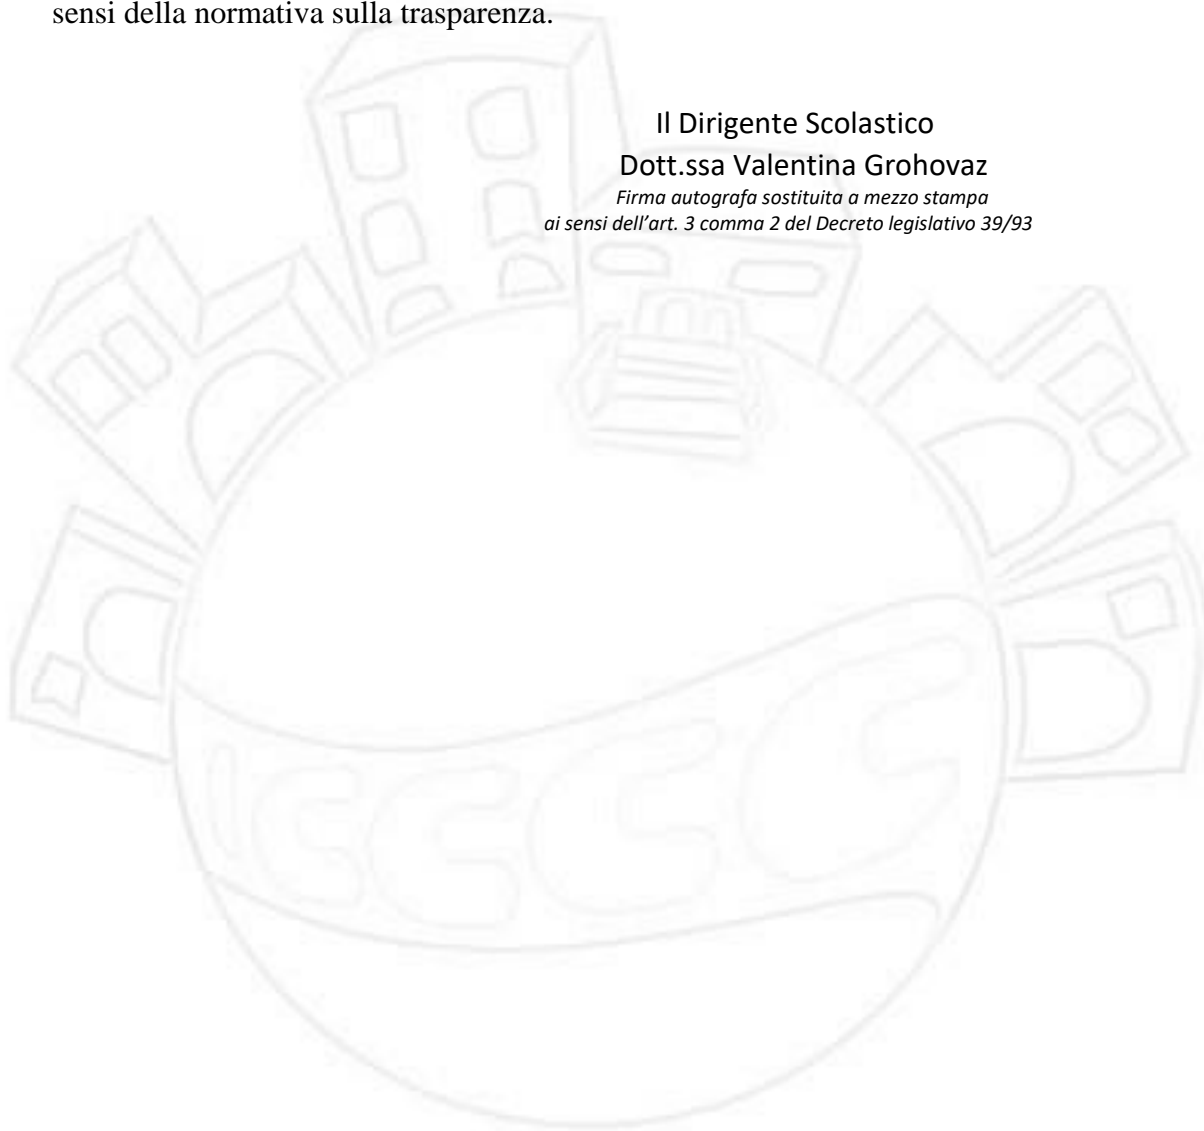 sensi della normativa sulla trasparenza.
Il Dirigente Scolastico
Dott.ssa Valentina Grohovaz
Firma autografa sostituita a mezzo stampa
ai sensi dell’art. 3 comma 2 del Decreto legislativo 39/93